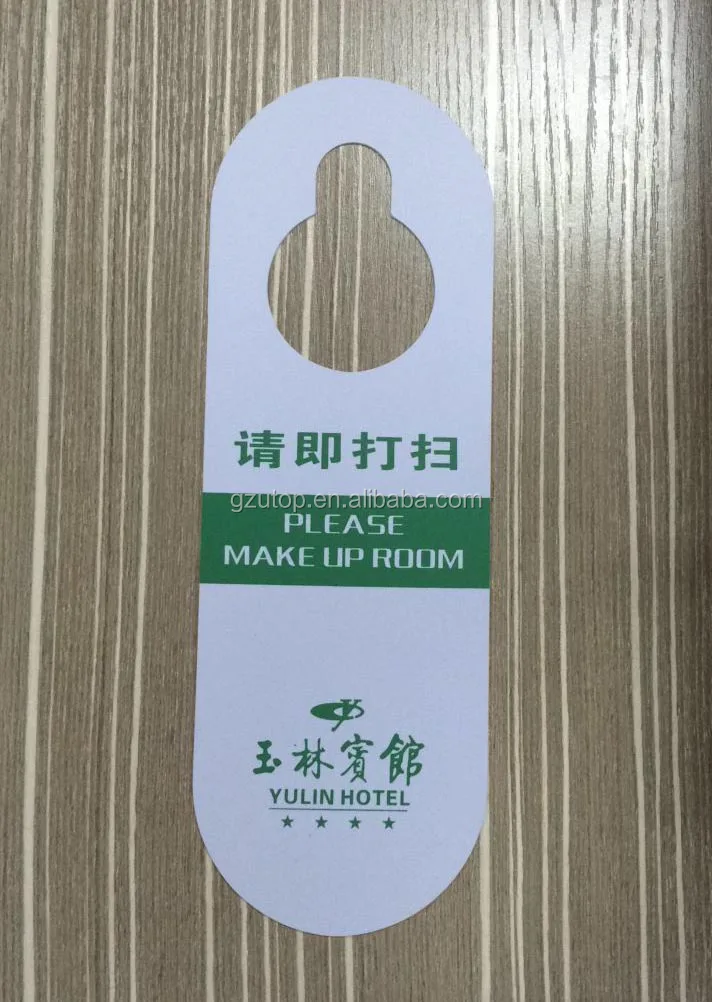 请即打扫
gzutop.en.alibaba.com
PLEASE
MAKE UP ROOM
玉林賓館
YULIN HOTEL